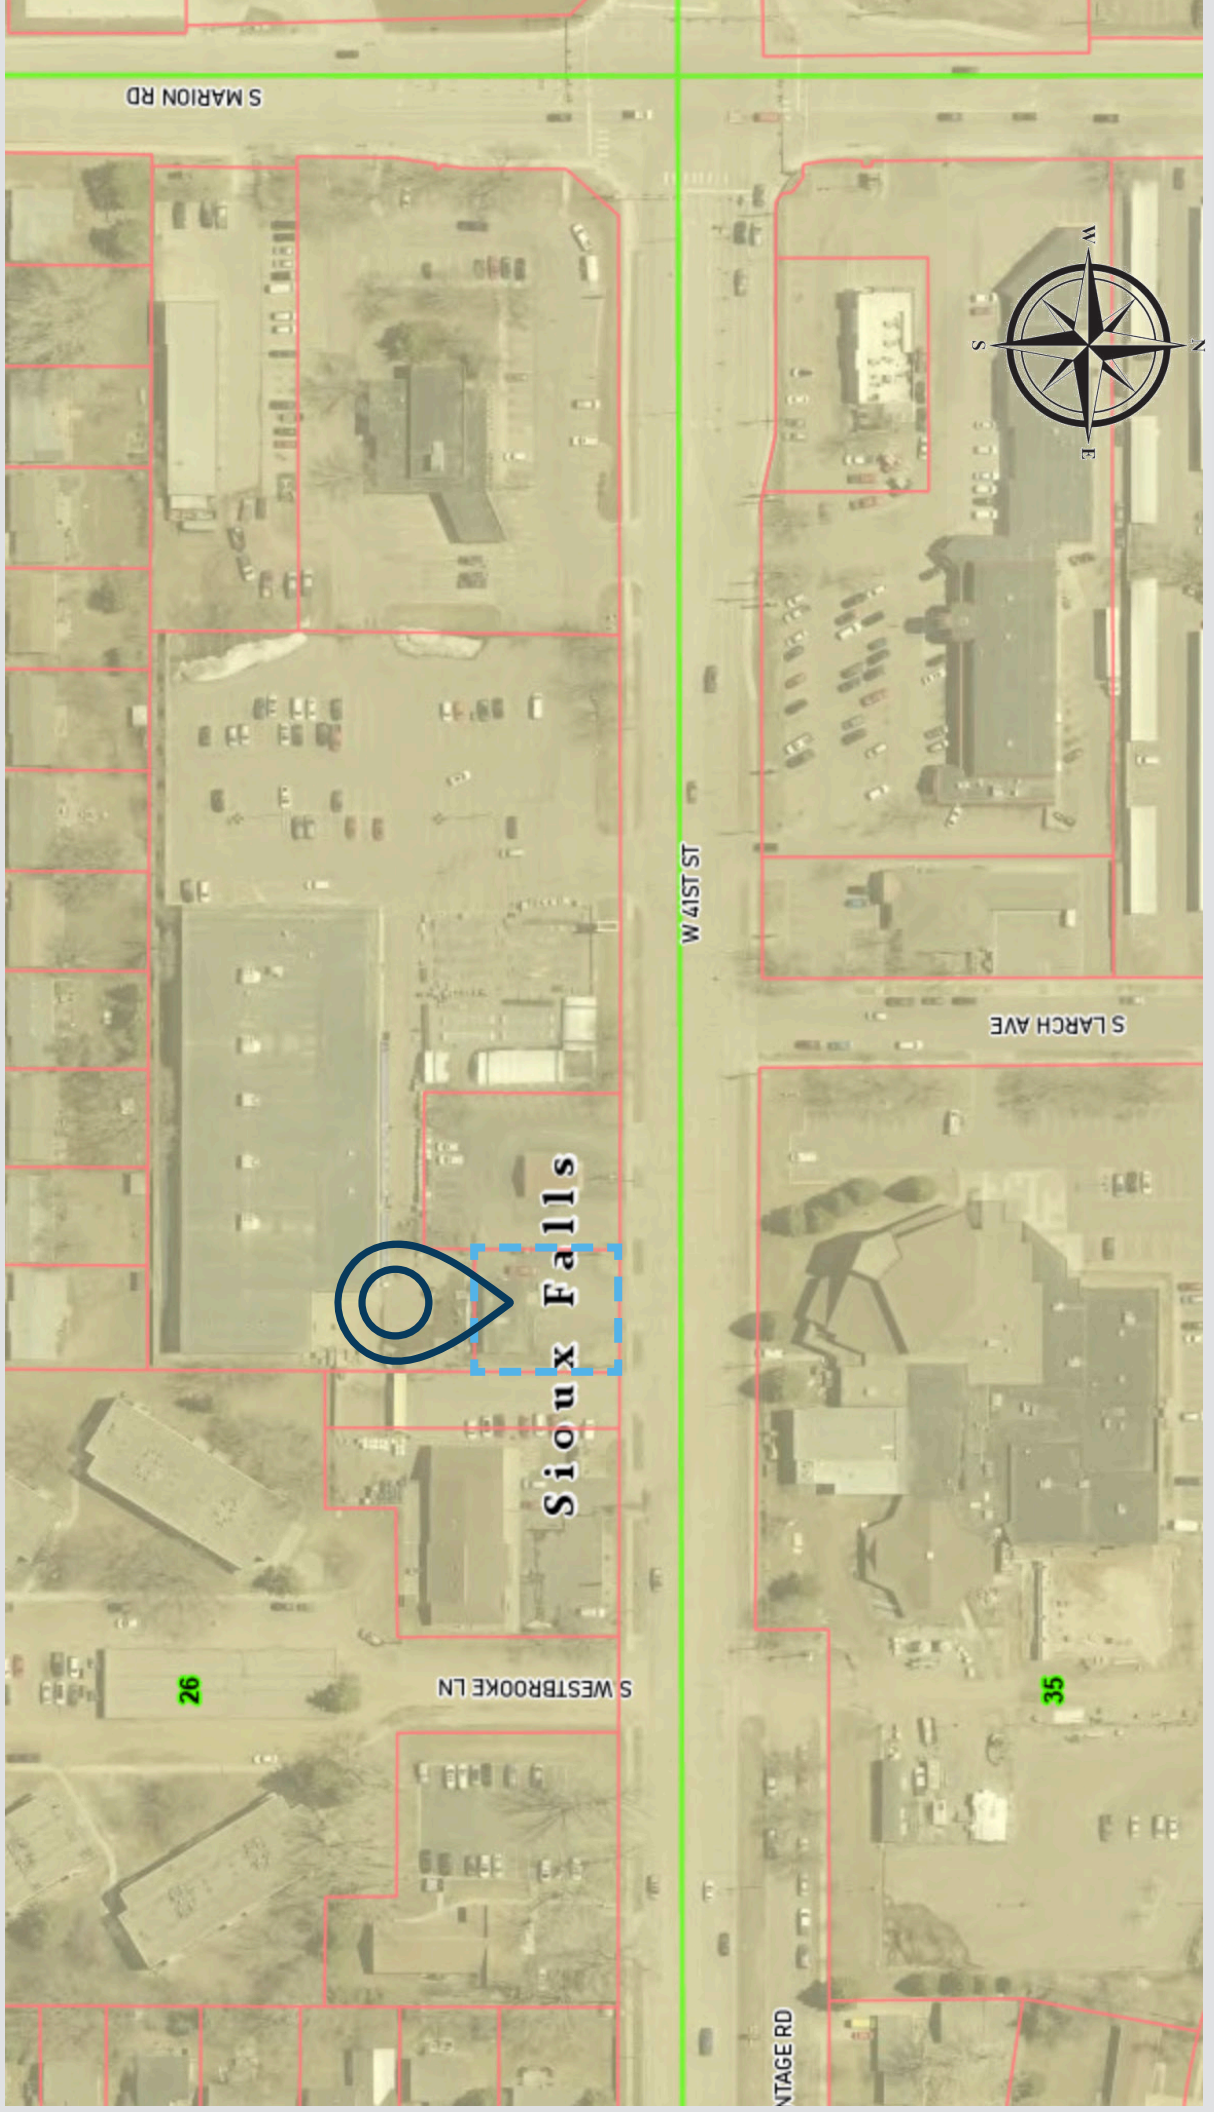 S MARION RD
W
N
S
E
W 41ST ST
S LARCH AVE
Sioux Falls
26
S WESTBROOKE LN
35
NTAGE RD